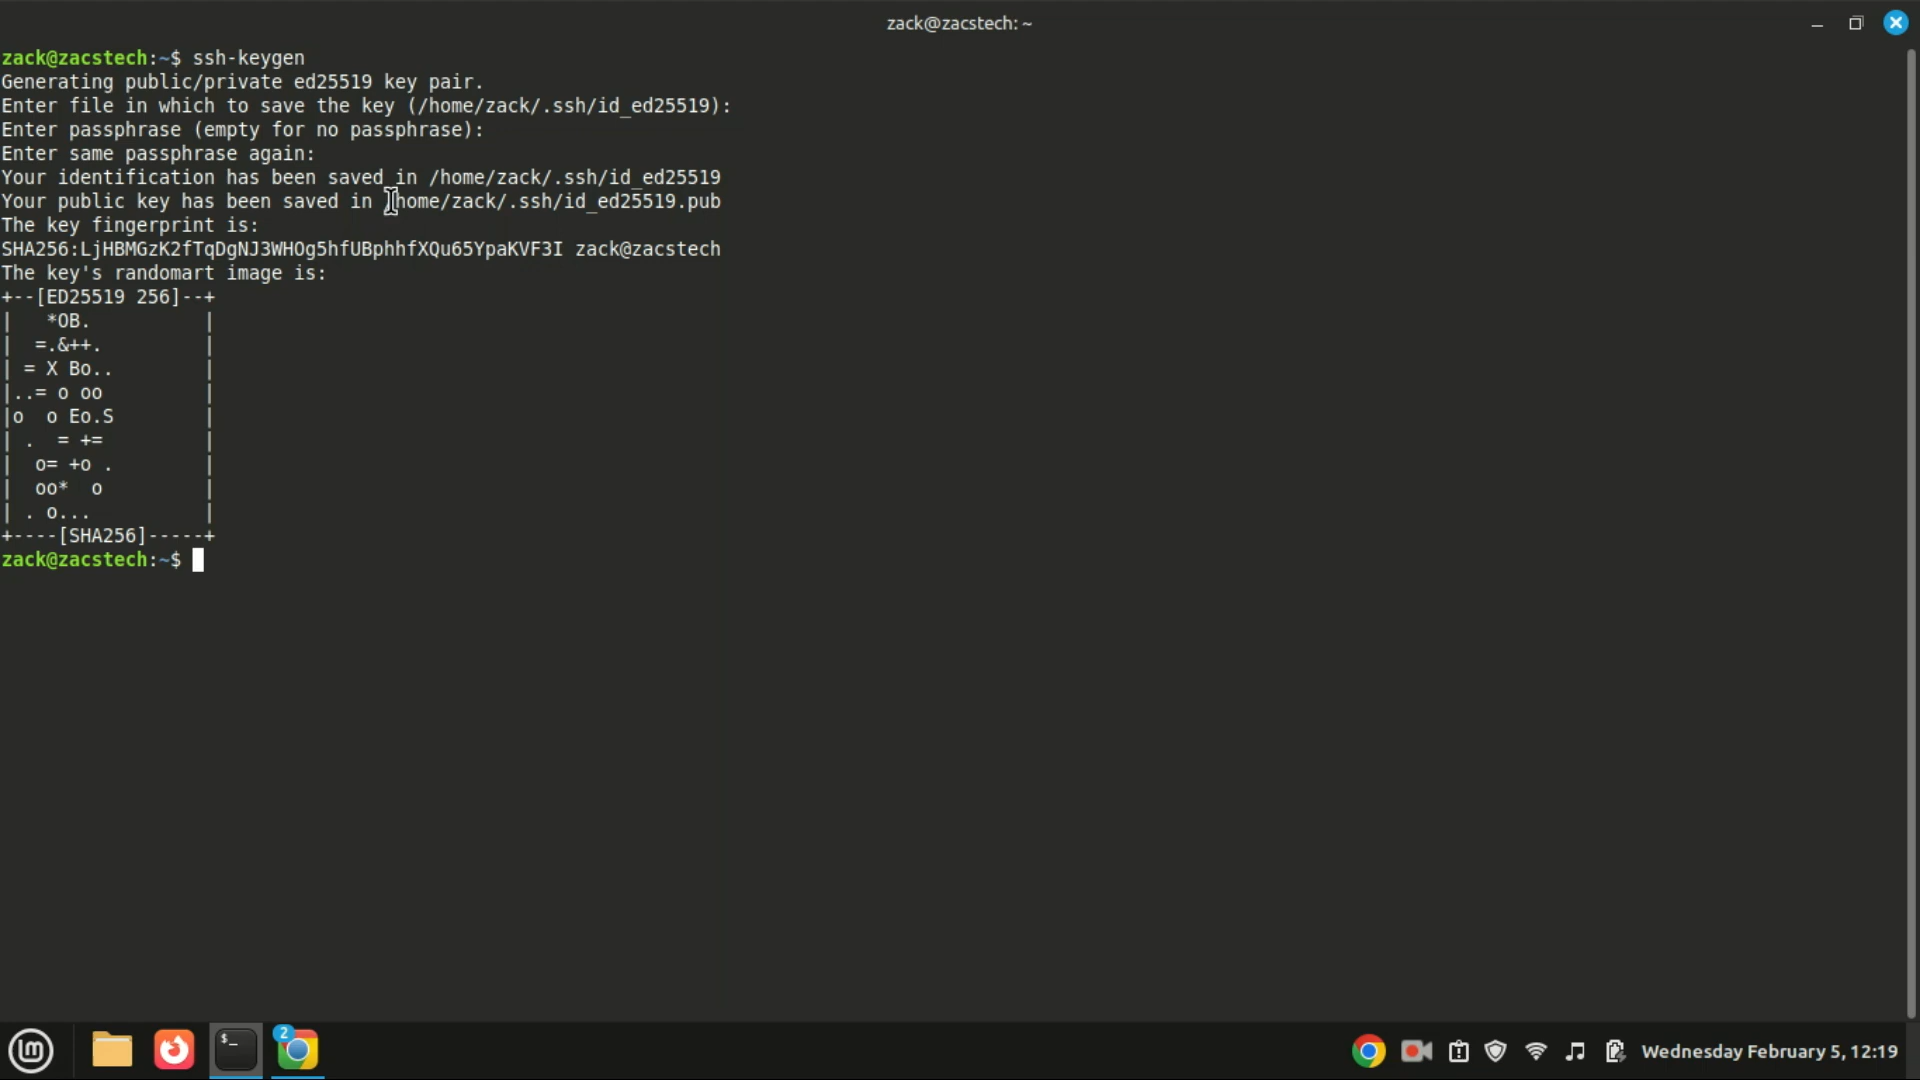 zack@zacstech: ~
zack@zacstech:~$ ssh-keygen
Generating public/private ed25519 key pair.
Enter file in which to save the key (/home/zack/.ssh/id_ed25519):
Enter passphrase (empty for no passphrase):
Enter same passphrase again:
Your identification has been saved in /home/zack/.ssh/id_ed25519
Your public key has been saved in /home/zack/.ssh/id_ed25519.pub
The key fingerprint is:
SHA256:LjHBMGzK2fTqDgNJ3WHOg5hfUBphhfXQu65YpaKVF3I zack@zacstech
The key's randomart image is:
+--[ED25519 256]--+
|   *OB.          |
|  =.&++.         |
| = X Bo..        |
|..= o oo         |
|o  o Eo.S        |
| .  = +=         |
|  o= +o .        |
|  oo*  o         |
| . o...          |
+----[SHA256]-----+
zack@zacstech:~$
$_
2
Wednesday February 5, 12:19